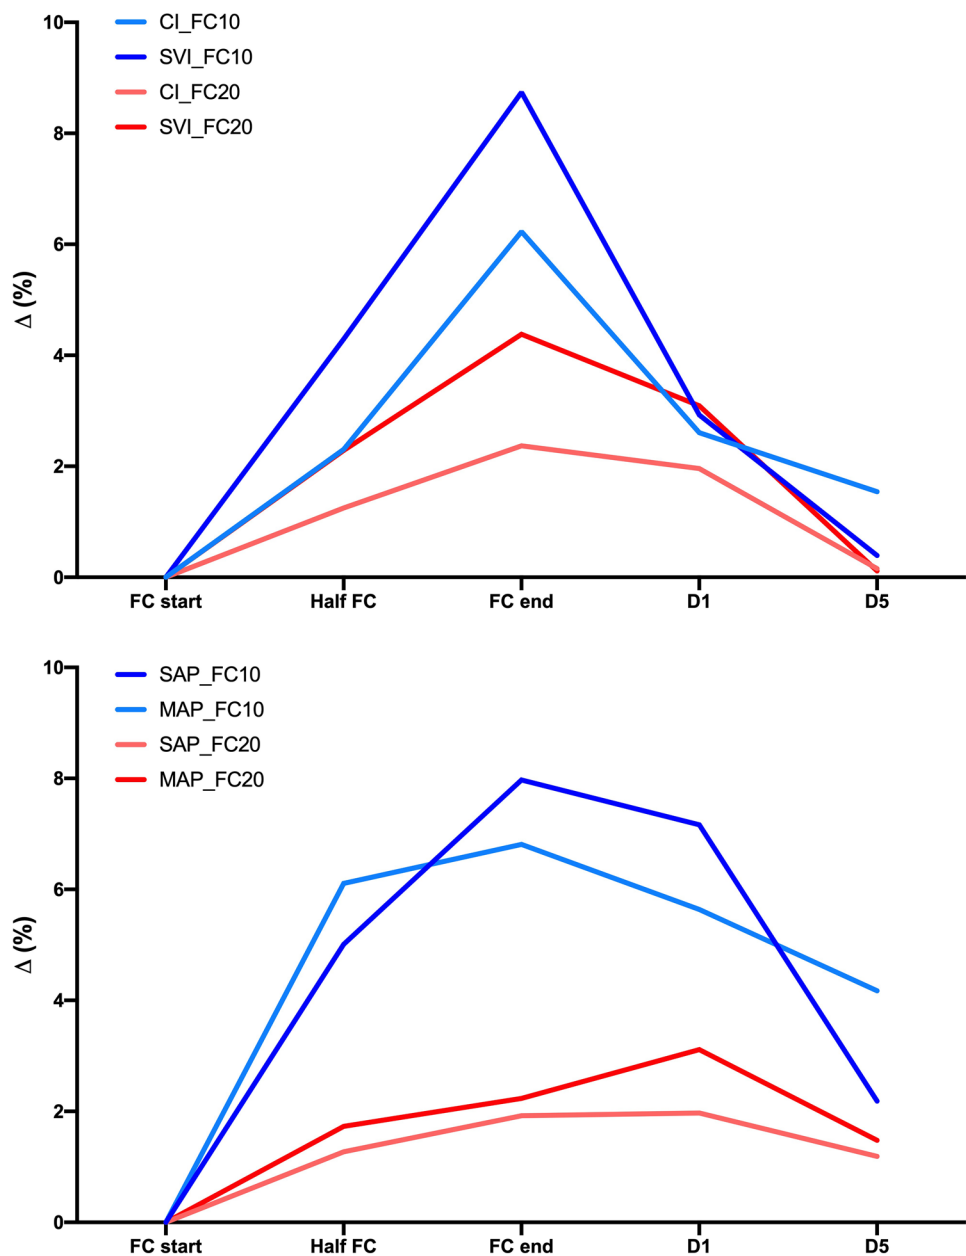 10
8
6
4
2
0
Δ (%)
CI_FC10
SVI_FC10
CI_FC20
SVI_FC20
FC start
Half FC
FC end
D1
D5
10
8
6
4
2
0
Δ (%)
SAP_FC10
MAP_FC10
SAP_FC20
MAP_FC20
FC start
Half FC
FC end
D1
D5